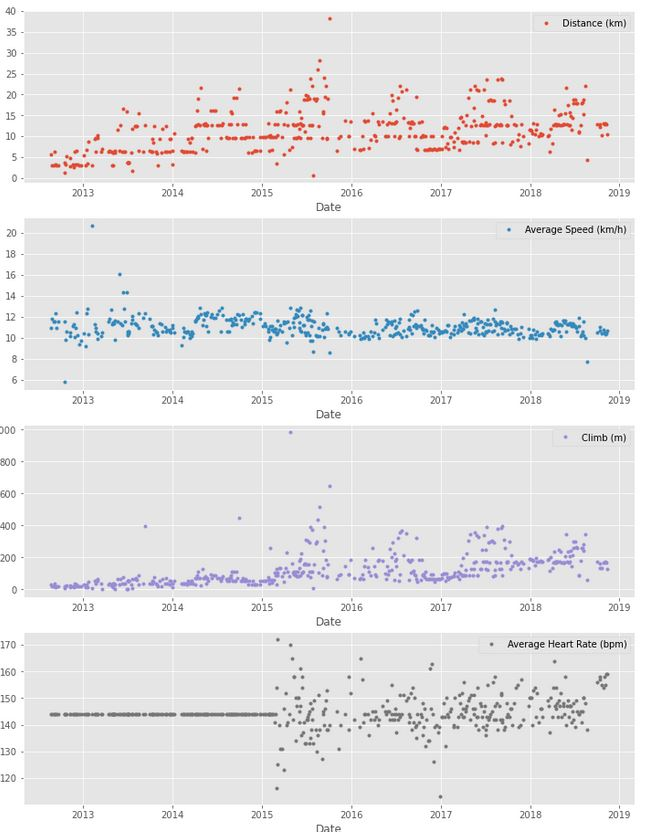 40
35
30
25
20
15
10
5
0
Distance (km)
2013 2014 2015 2016 2017 2018 2019
Date
20
18
16
14
12
10
8
6
Average Speed (km/h)
2013 2014 2015 2016 2017 2018 2019
Date
000
800
600
400
200
0
Climb (m)
2013 2014 2015 2016 2017 2018 2019
Date
170
160
150
140
130
120
Average Heart Rate (bpm)
2013 2014 2015 2016 2017 2018 2019
Date